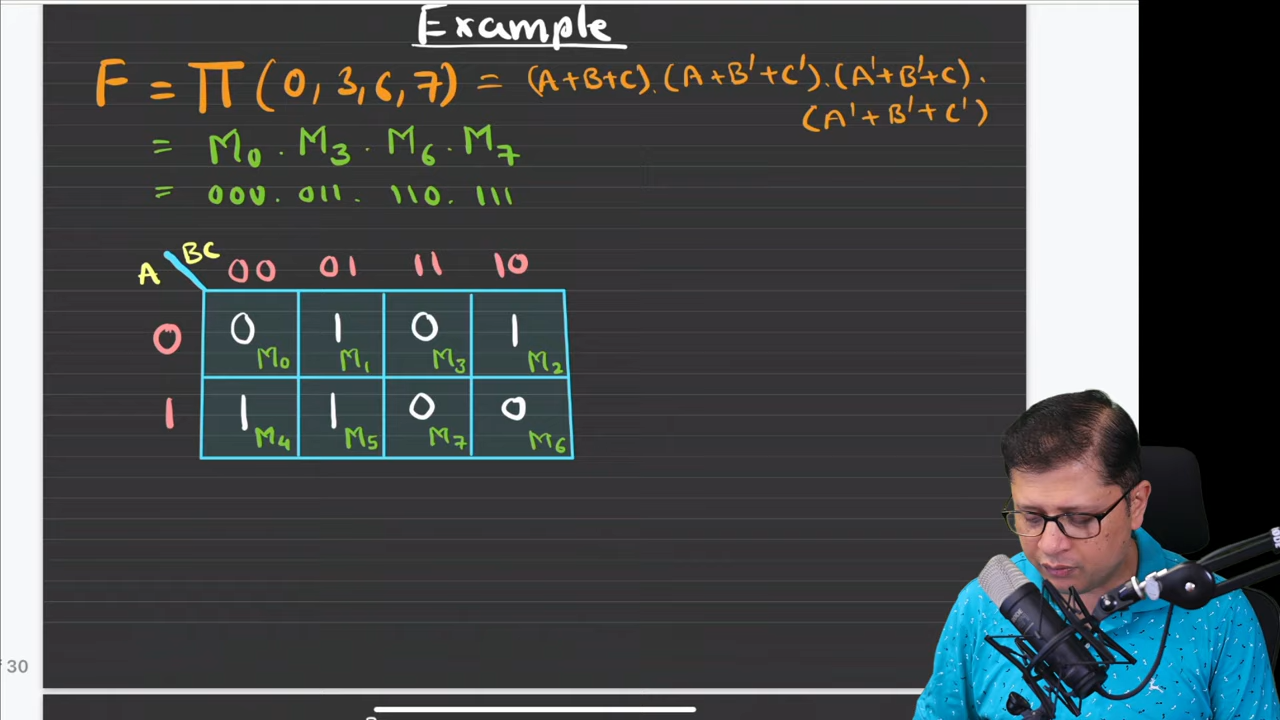 Example
F = Π (0, 3, 6, 7) = (A+B+C).(A+B'+C').(A'+B'+C).
(A'+B'+C')
= M0 . M3 . M6 . M7
= 000. 011. 110. 111
A BC 00 01 11 10
0 0 M0 1 M1 0 M3 1 M2
1 1 M4 1 M5 0 M7 0 M6
30